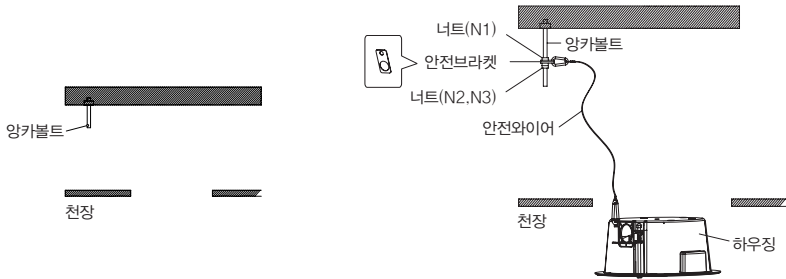 앙카볼트
천장
너트(N1)
앙카볼트
안전브라켓
너트(N2,N3)
안전와이어
천장
하우징